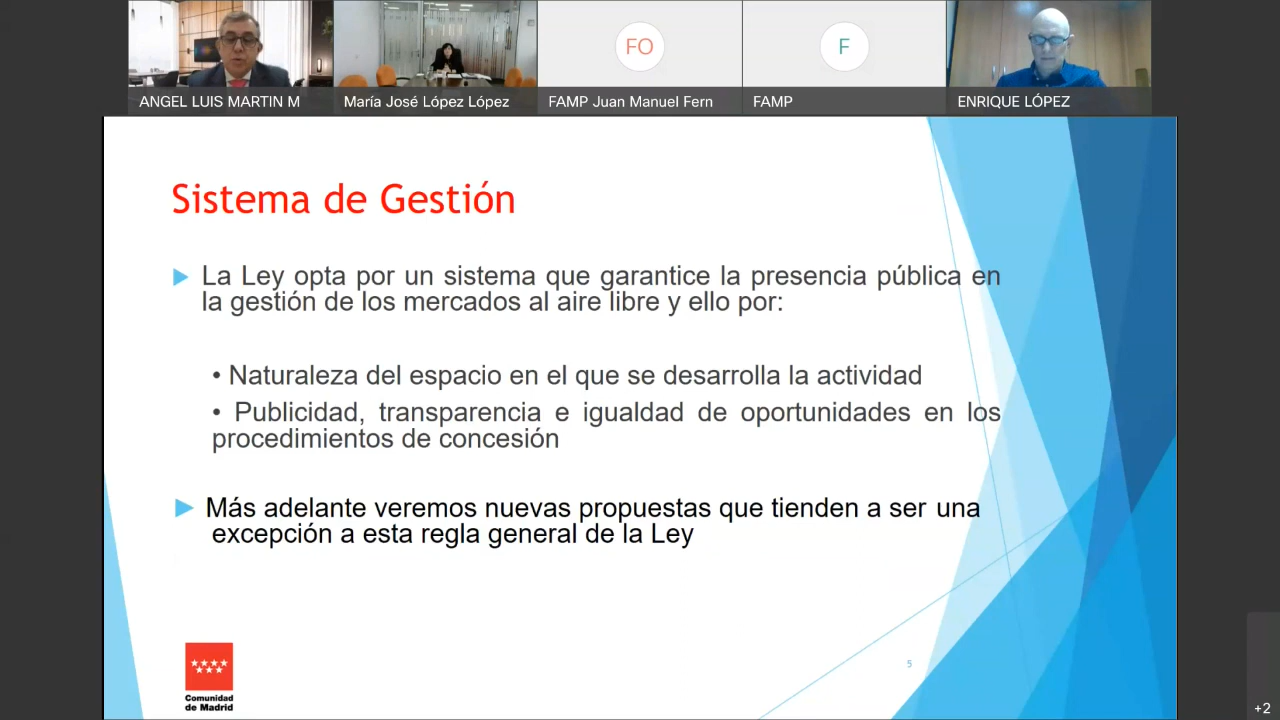 FO
F
ANGEL LUIS MARTIN M
María José López López
FAMP Juan Manuel Fern
FAMP
ENRIQUE LÓPEZ
Sistema de Gestión
La Ley opta por un sistema que garantice la presencia pública en
la gestión de los mercados al aire libre y ello por:
• Naturaleza del espacio en el que se desarrolla la actividad
• Publicidad, transparencia e igualdad de oportunidades en los
procedimientos de concesión
Más adelante veremos nuevas propuestas que tienden a ser una
excepción a esta regla general de la Ley
5
Comunidad
de Madrid
+2